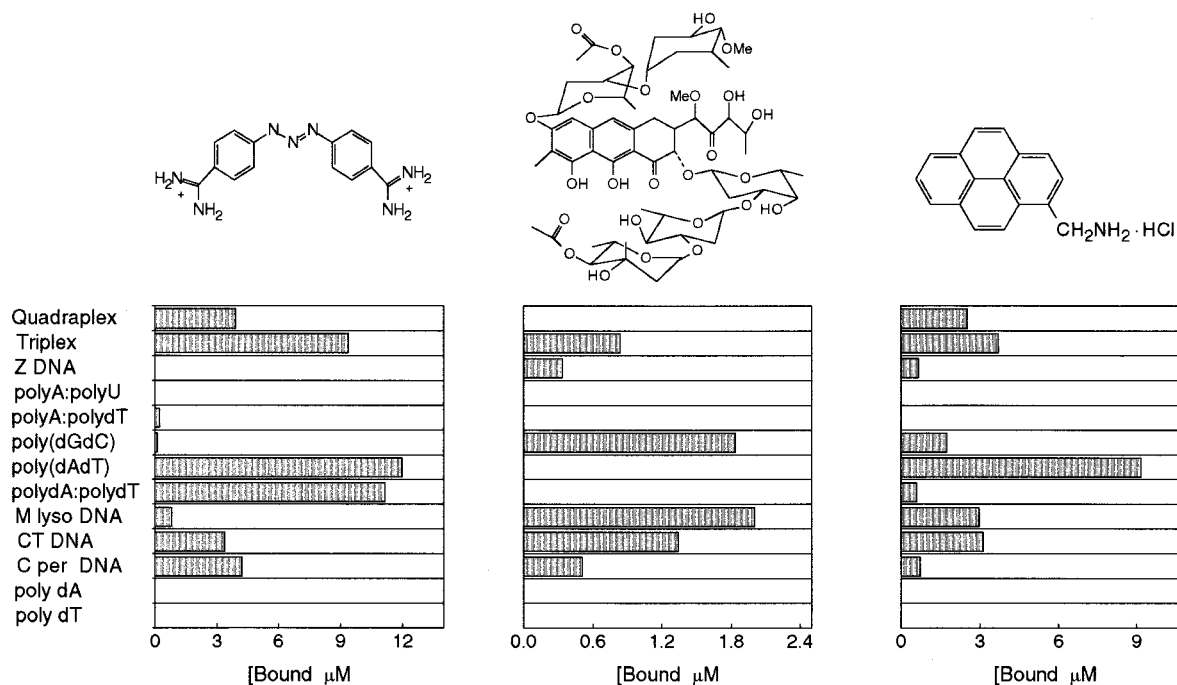 HO
O
O
O
OMe
O
O
O
MeO
OH
O
OH
O
N
N
N
H₂N
+
NH₂
NH₂
+
NH₂
OH
OH
O
O
O
O
HO
O
HO
O
O
O
O
O
HO
CH₂NH₂ · HCl
Quadraplex
Triplex
Z DNA
polyA:polyU
polyA:polydT
poly(dGdC)
poly(dAdT)
polydA:polydT
M lyso DNA
CT DNA
C per DNA
poly dA
poly dT
0 3 6 9 12
0.0 0.6 1.2 1.8 2.4
0 3 6 9
[Bound μM
[Bound μM
[Bound μM